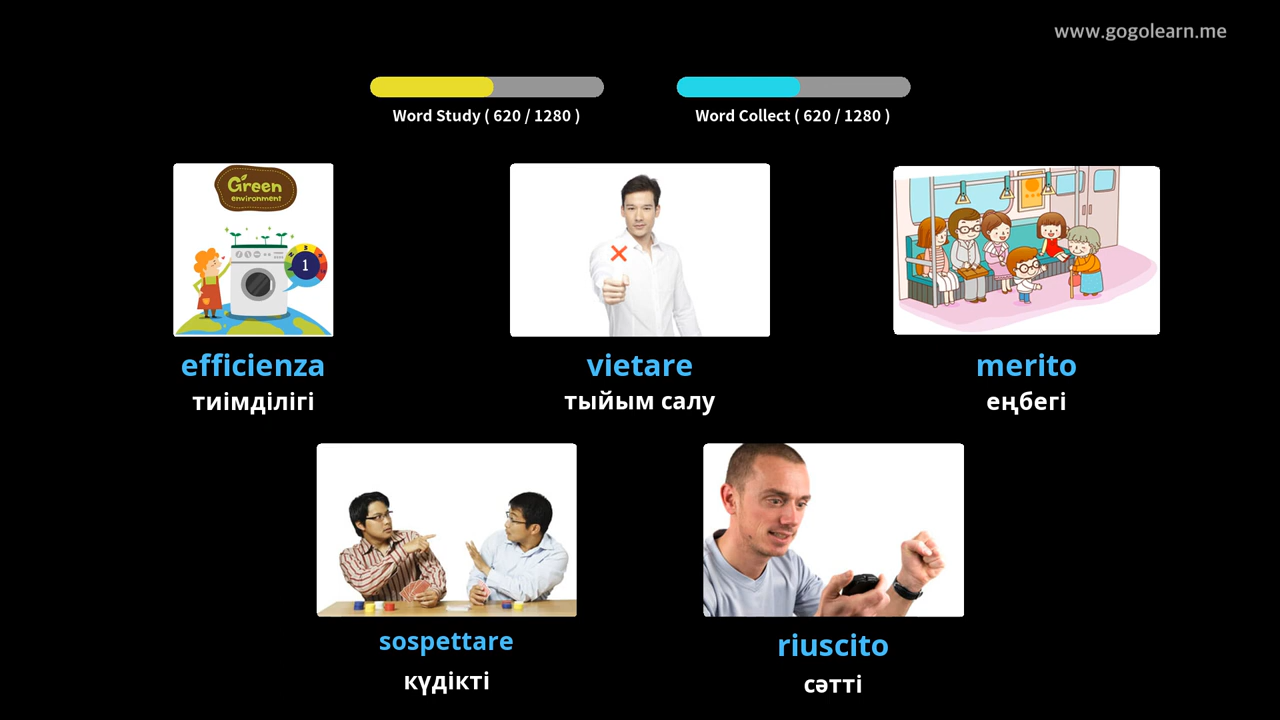 www.gogolearn.me
Word Study ( 620 / 1280 )
Word Collect ( 620 / 1280 )
Green
environment
1
efficienza
vietare
merito
тиімділігі
тыйым салу
еңбегі
sospettare
riuscito
күдікті
сәтті